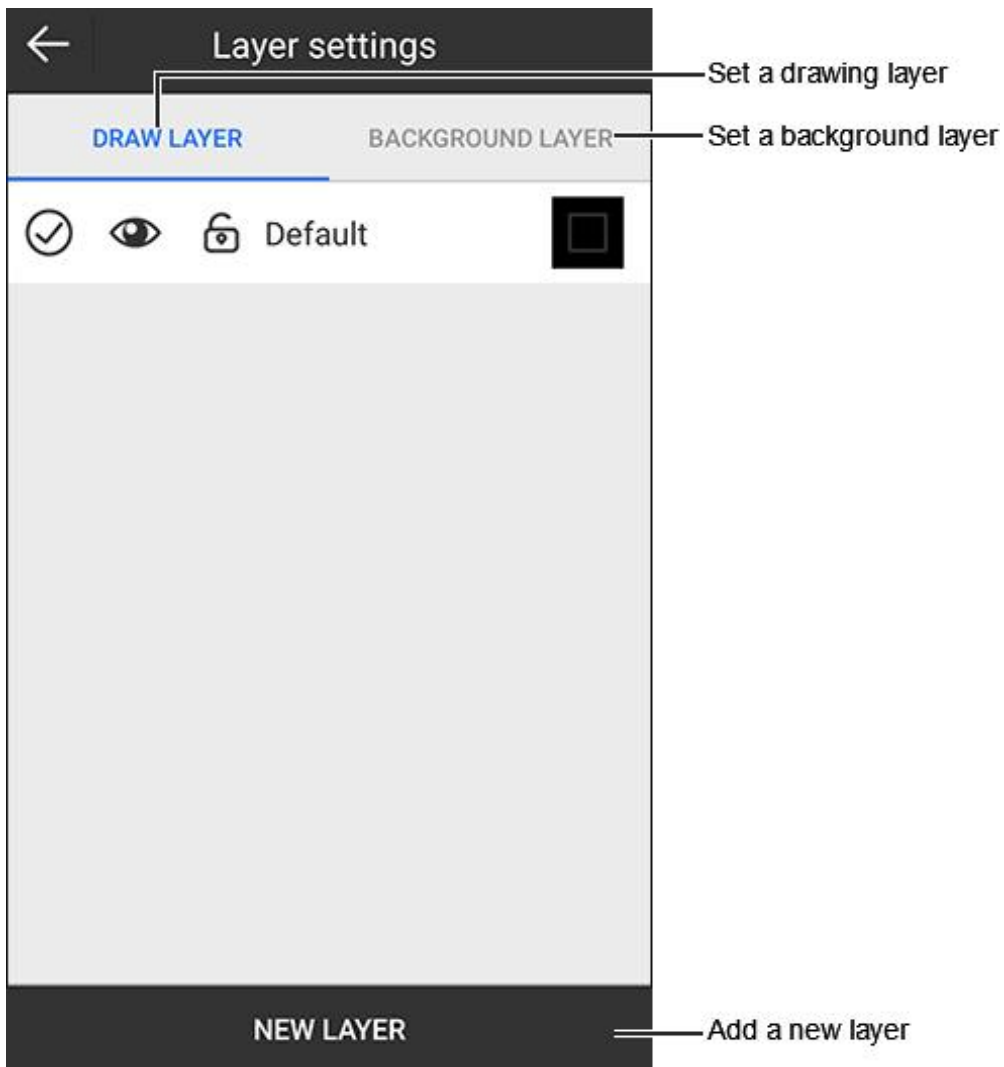 Layer settings
Set a drawing layer
DRAW LAYER
BACKGROUND LAYER
Set a background layer
Default
NEW LAYER
Add a new layer